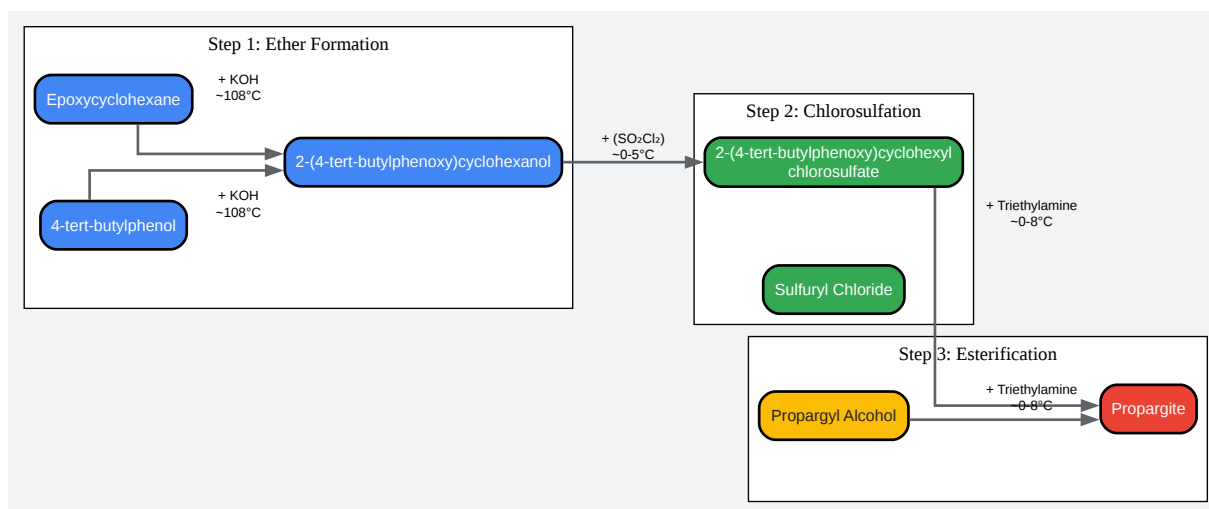 Step 1: Ether Formation
Epoxycyclohexane
+ KOH
~108°C
2-(4-tert-butylphenoxy)cyclohexanol
+ KOH
~108°C
4-tert-butylphenol
+ (SO₂Cl₂)
~0-5°C
Step 2: Chlorosulfation
2-(4-tert-butylphenoxy)cyclohexyl
chlorosulfate
Sulfuryl Chloride
+ Triethylamine
~0-8°C
Step 3: Esterification
Propargyl Alcohol
+ Triethylamine
~0-8°C
Propargite